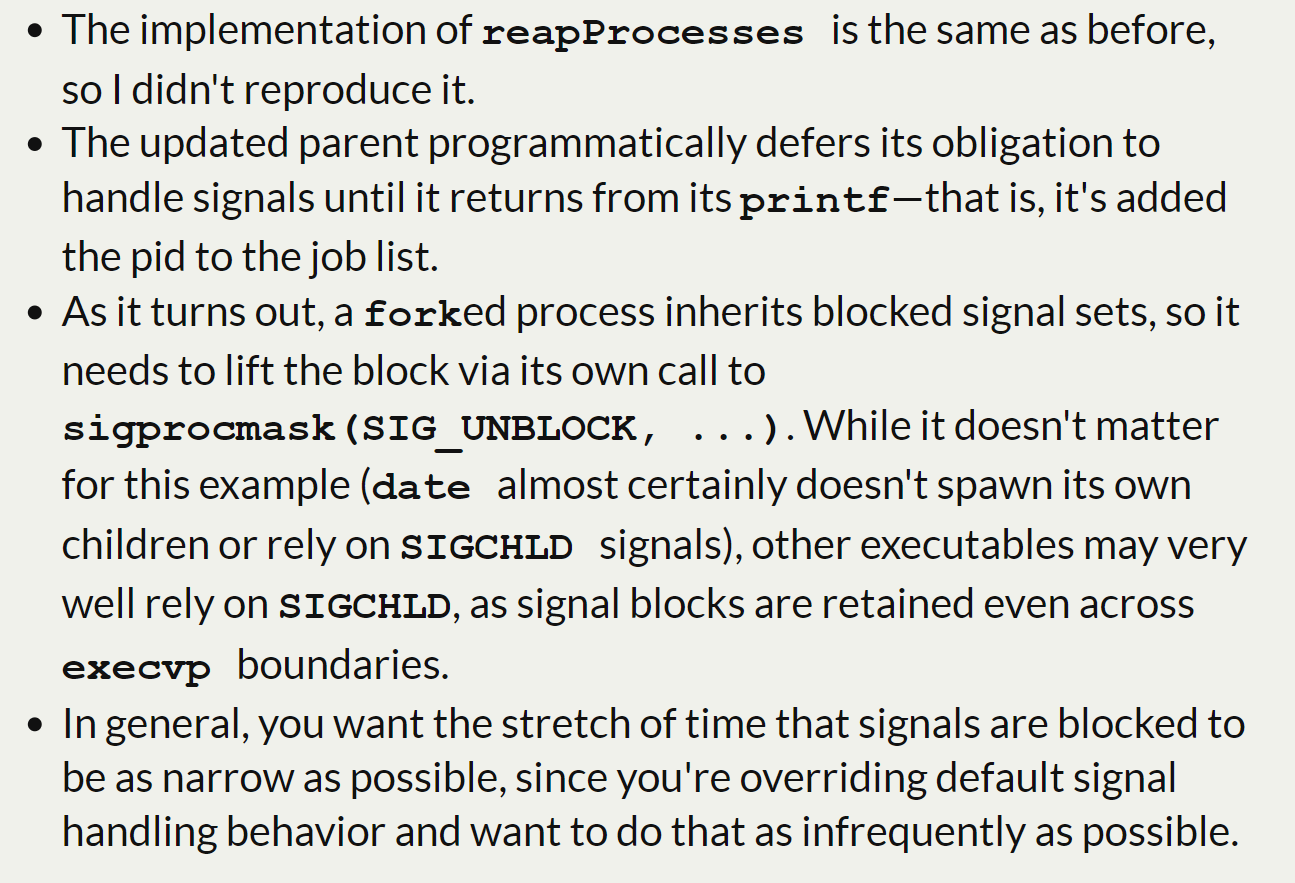 • The implementation of reapProcesses is the same as before,
so I didn't reproduce it.
• The updated parent programmatically defers its obligation to
handle signals until it returns from its printf—that is, it's added
the pid to the job list.
• As it turns out, a forked process inherits blocked signal sets, so it
needs to lift the block via its own call to
sigprocmask(SIG_UNBLOCK, ...). While it doesn't matter
for this example (date almost certainly doesn't spawn its own
children or rely on SIGCHLD signals), other executables may very
well rely on SIGCHLD, as signal blocks are retained even across
execvp boundaries.
• In general, you want the stretch of time that signals are blocked to
be as narrow as possible, since you're overriding default signal
handling behavior and want to do that as infrequently as possible.